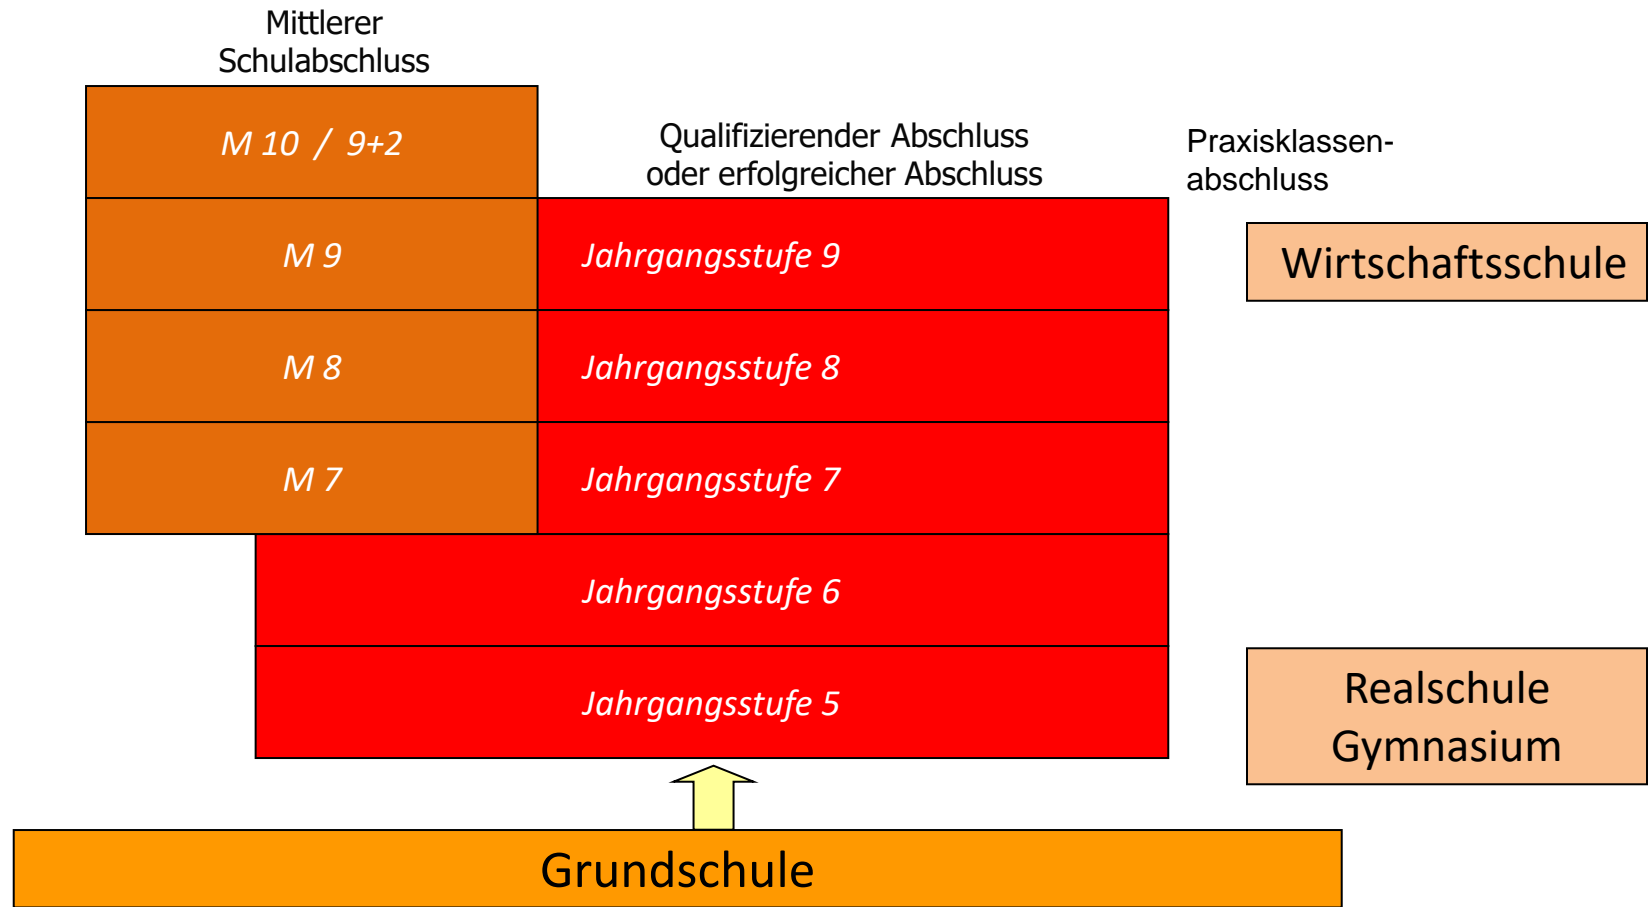 Mittlerer
Schulabschluss
M 10 / 9+2
Qualifizierender Abschluss
oder erfolgreicher Abschluss
Praxisklassen-
abschluss
M 9
Jahrgangsstufe 9
Wirtschaftsschule
M 8
Jahrgangsstufe 8
M 7
Jahrgangsstufe 7
Jahrgangsstufe 6
Jahrgangsstufe 5
Realschule
Gymnasium
Grundschule